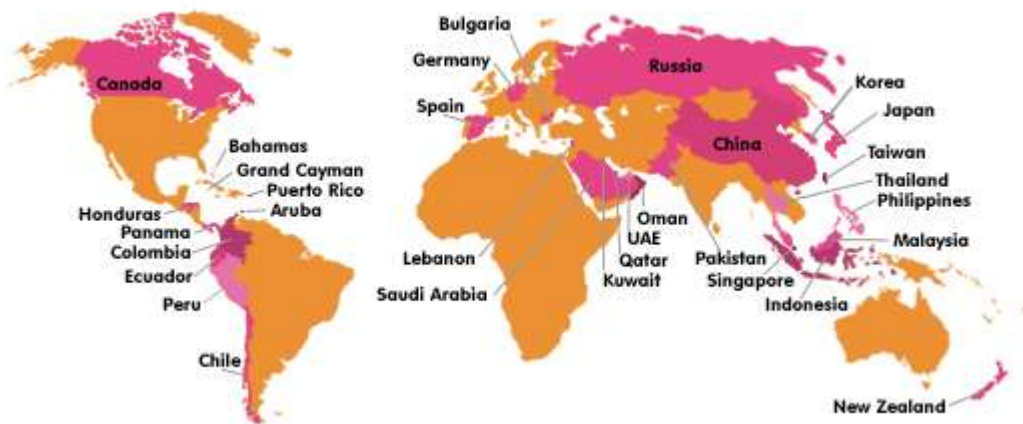 Canada
Bahamas
Grand Cayman
Puerto Rico
Aruba
Honduras
Panama
Colombia
Ecuador
Peru
Chile
Bulgaria
Germany
Spain
Russia
Korea
Japan
China
Taiwan
Thailand
Philippines
Malaysia
Oman
UAE
Qatar
Kuwait
Lebanon
Saudi Arabia
Pakistan
Singapore
Indonesia
New Zealand